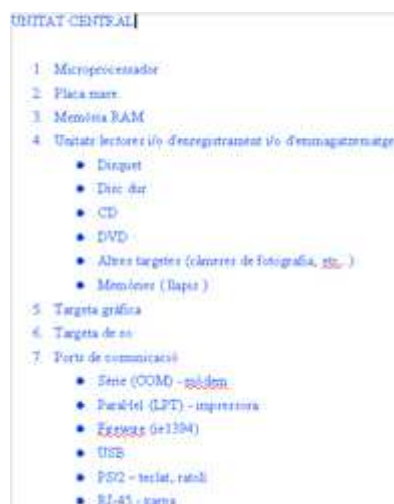 UNITAT CENTRAL
1. Microprocessador
2. Placa mare
3. Memòria RAM
4. Unitats lectores i/o d'enregistrament i/o d'emmagatzematge
● Disquet
● Disc dur
● CD
● DVD
● Altres targetes (càmeres de fotografia, etc.. )
● Memòries ( llapis )
5. Targeta gràfica
6. Targeta de so
7. Ports de comunicació
● Sèrie (COM) - mòdem
● Paral·lel (LPT) - impressora
● (ie1394)
● USB
● PS/2 – teclat, ratolí
● RJ-45 - xarxa